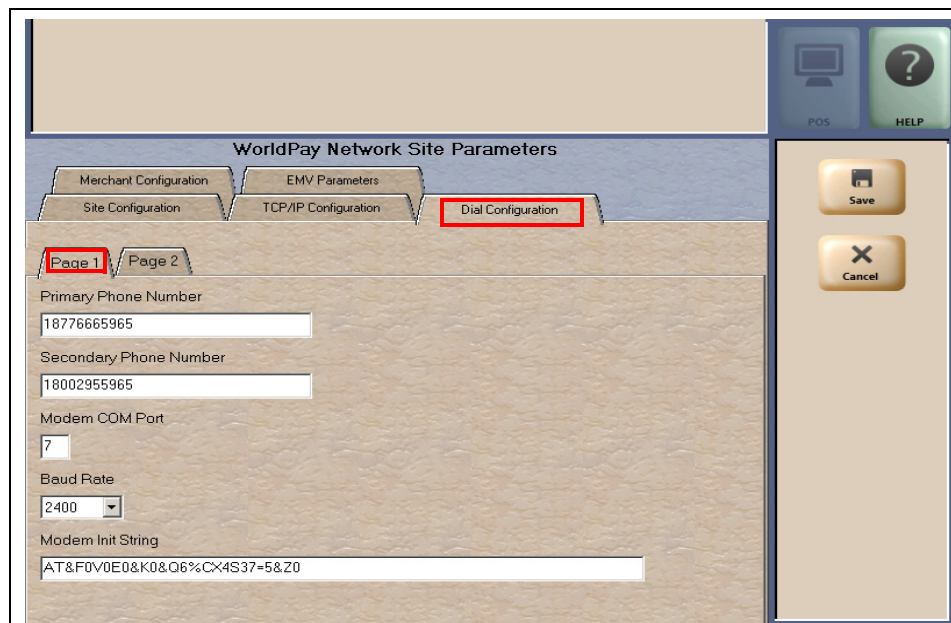 POS
HELP
WorldPay Network Site Parameters
Merchant Configuration
EMV Parameters
Site Configuration
TCP/IP Configuration
Dial Configuration
Page 1
Page 2
Primary Phone Number
18776665965
Secondary Phone Number
18002955965
Modem COM Port
7
Baud Rate
2400
Modem Init String
AT&F0V0E0&K0&Q6%CX4S37=5&Z0
Save
Cancel